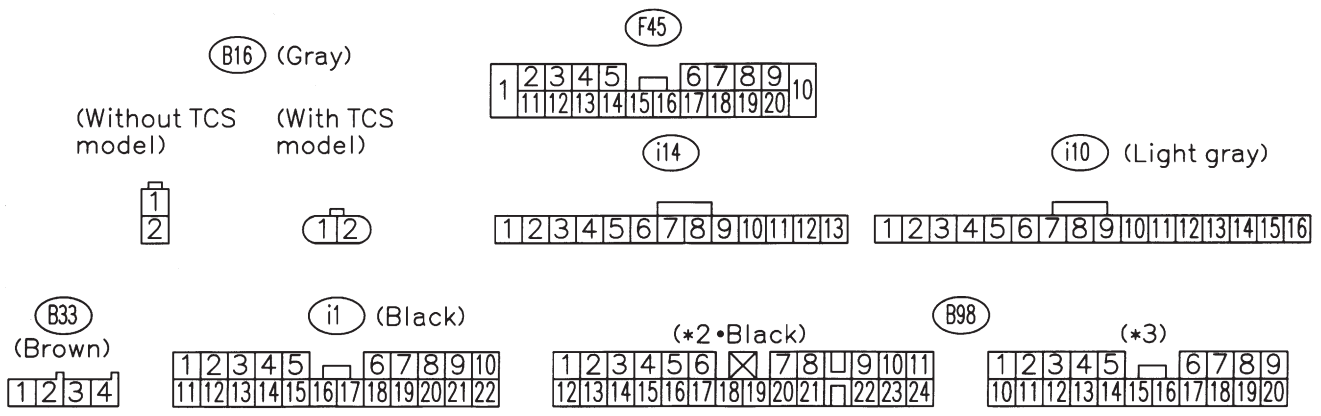 F45
B16 (Gray)
1 2 3 4 5 6 7 8 9 10
11 12 13 14 15 16 17 18 19 20
(Without TCS model)
(With TCS model)
i14
i10 (Light gray)
1
2
1 2
1 2 3 4 5 6 7 8 9 10 11 12 13
1 2 3 4 5 6 7 8 9 10 11 12 13 14 15 16
B33
(Brown)
1 2 3 4
i1 (Black)
1 2 3 4 5 6 7 8 9 10
11 12 13 14 15 16 17 18 19 20 21 22
B98
(*2•Black)
1 2 3 4 5 6 7 8 9 10 11
12 13 14 15 16 17 18 19 20 21 22 23 24
(*3)
1 2 3 4 5 6 7 8 9
10 11 12 13 14 15 16 17 18 19 20